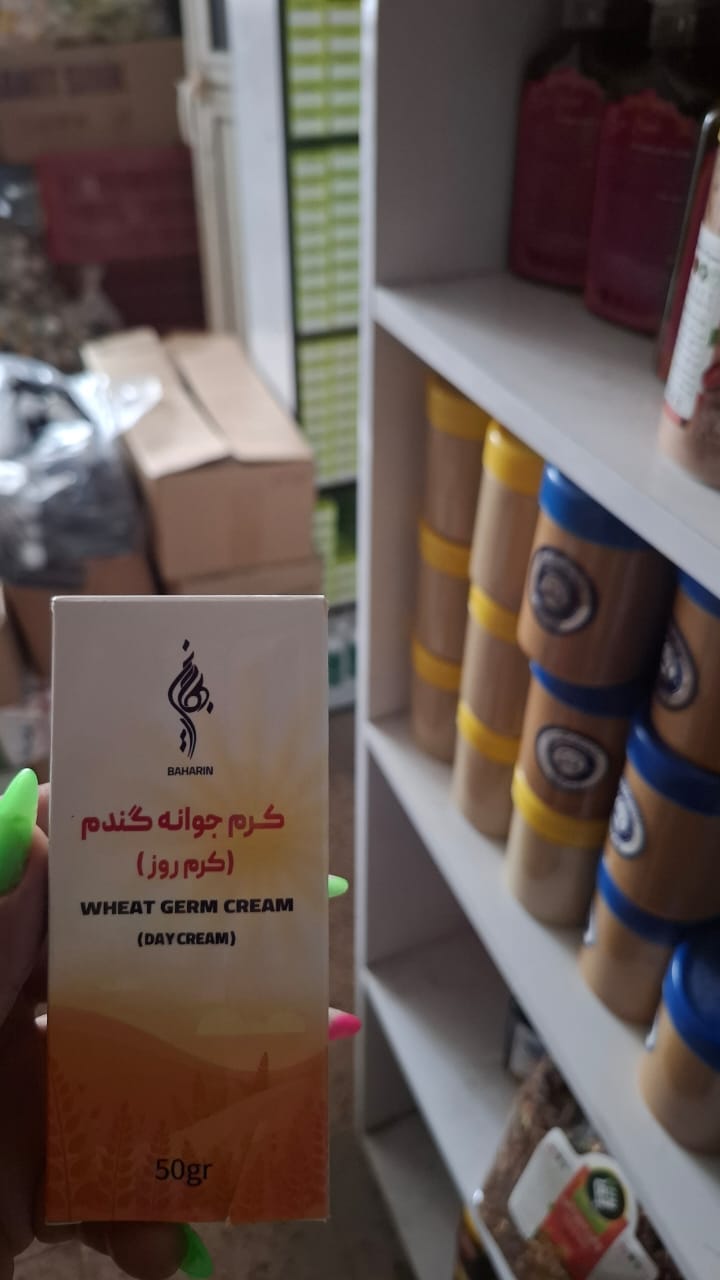 BAHARIN
کرم جوانه گندم
(کرم روز)
WHEAT GERM CREAM
(DAY CREAM)
50gr